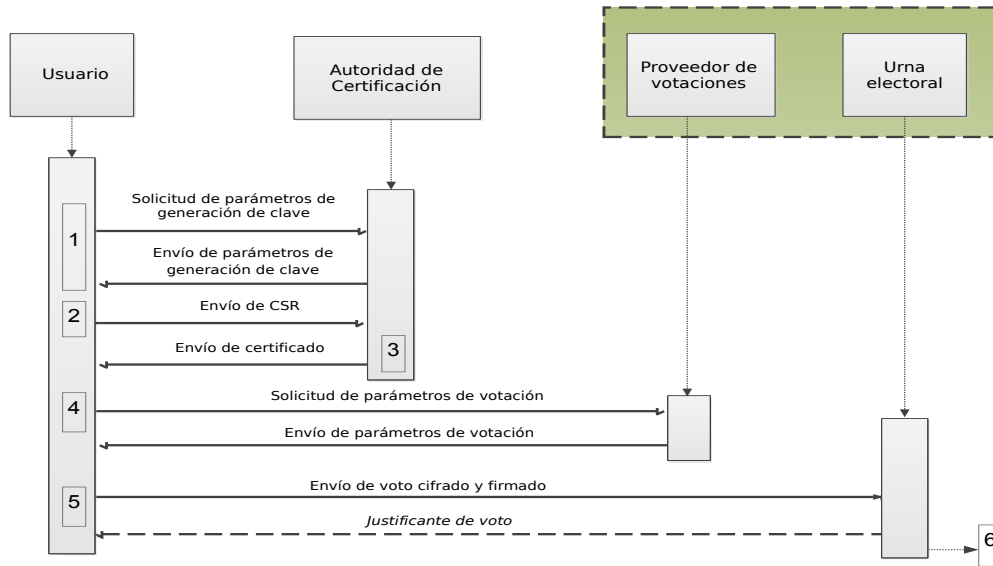 Usuario
Autoridad de
Certificación
Proveedor de
votaciones
Urna
electoral
Solicitud de parámetros de
generación de clave
1
Envío de parámetros de
generación de clave
Envío de CSR
2
Envío de certificado
3
Solicitud de parámetros de votación
4
Envío de parámetros de votación
Envío de voto cifrado y firmado
5
Justificante de voto
6